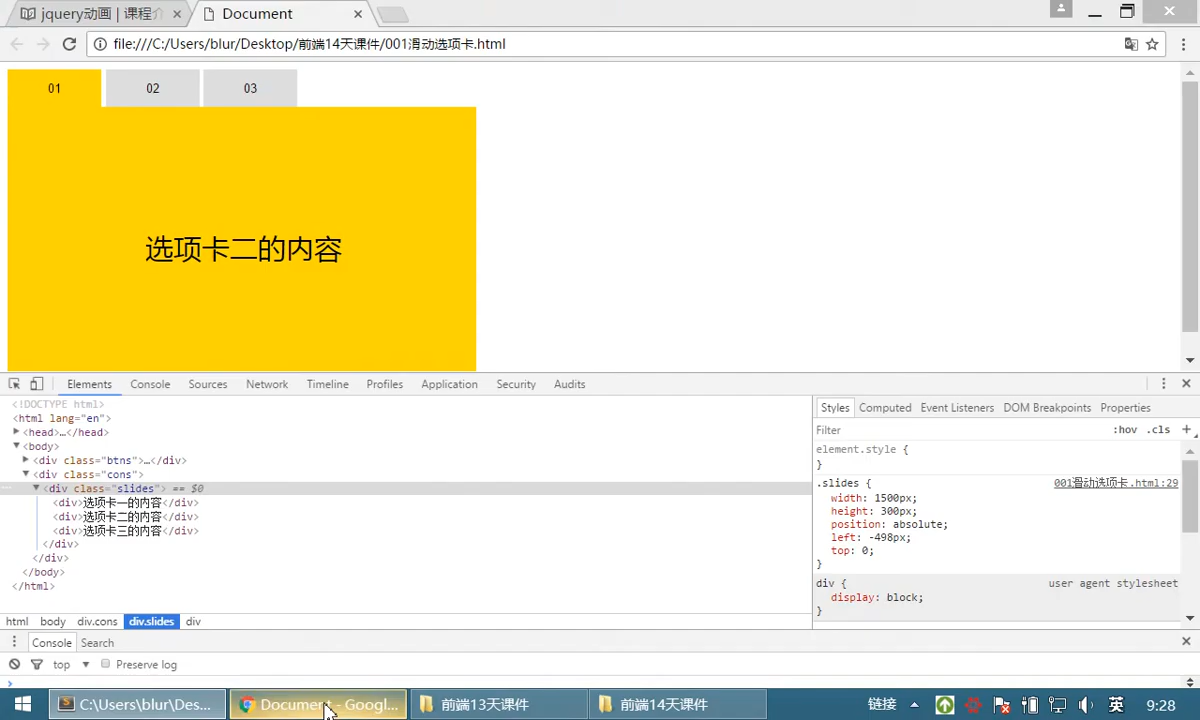 jquery动画 | 课程介
Document
file:///C:/Users/blur/Desktop/前端14天课件/001滑动选项卡.html
01 02 03
选项卡二的内容
Elements Console Sources Network Timeline Profiles Application Security Audits
<!DOCTYPE html>
<html lang="en">
<head>…</head>
<body>
<div class="btns">…</div>
<div class="cons">
<div class="slides"> == $0
<div>选项卡一的内容</div>
<div>选项卡二的内容</div>
<div>选项卡三的内容</div>
</div>
</div>
</body>
</html>
html body div.cons div.slides div
Styles Computed Event Listeners DOM Breakpoints Properties
Filter :hov .cls +
element.style {
}
.slides { 001滑动选项卡.html:29
width: 1500px;
height: 300px;
position: absolute;
left: -498px;
top: 0;
}
div { user agent stylesheet
display: block;
}
Console Search
top Preserve log
C:\Users\blur\Des... Document - Googl... 前端13天课件 前端14天课件 链接 英 9:28